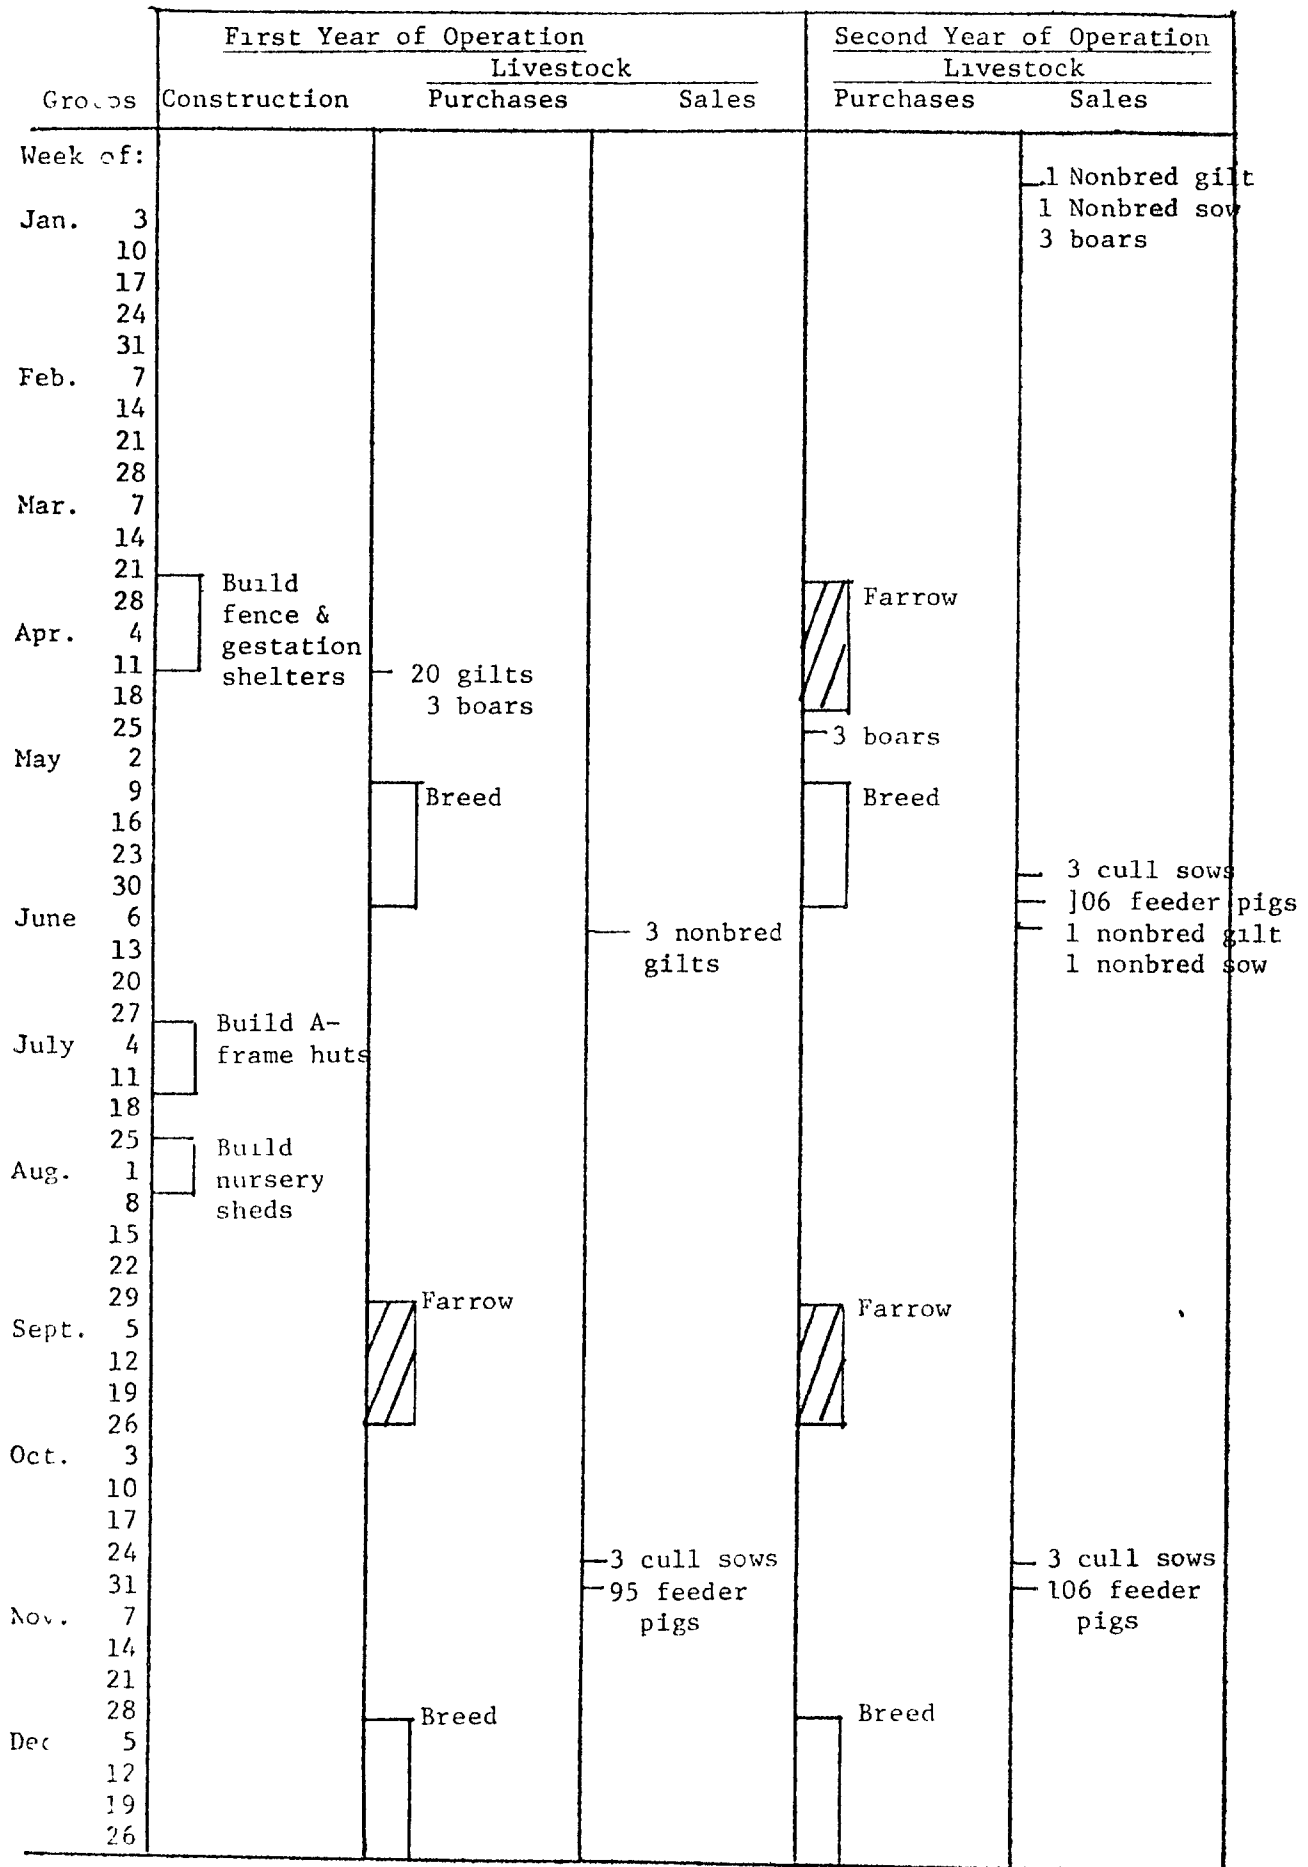 First Year of Operation Second Year of Operation
Livestock Livestock
Construction Purchases Sales Purchases Sales
Week of:
1 Nonbred gilt
Jan. 3 1 Nonbred sow
10 3 boars
17
24
31
Feb. 7
14
21
28
Mar. 7
14
21 Build
28 fence & Farrow
Apr. 4 gestation
11 shelters 20 gilts
18 3 boars
25 3 boars
May 2
9 Breed Breed
16
23 3 cull sows
30 106 feeder pigs
June 6 3 nonbred 1 nonbred gilt
13 gilts 1 nonbred sow
20
27 Build A-
July 4 frame huts
11
18
25 Build
Aug. 1 nursery
8 sheds
15
22
29 Farrow Farrow
Sept. 5
12
19
26
Oct. 3
10
17
24 3 cull sows 3 cull sows
31 95 feeder 106 feeder
Nov. 7 pigs pigs
14
21
28 Breed Breed
Dec 5
12
19
26